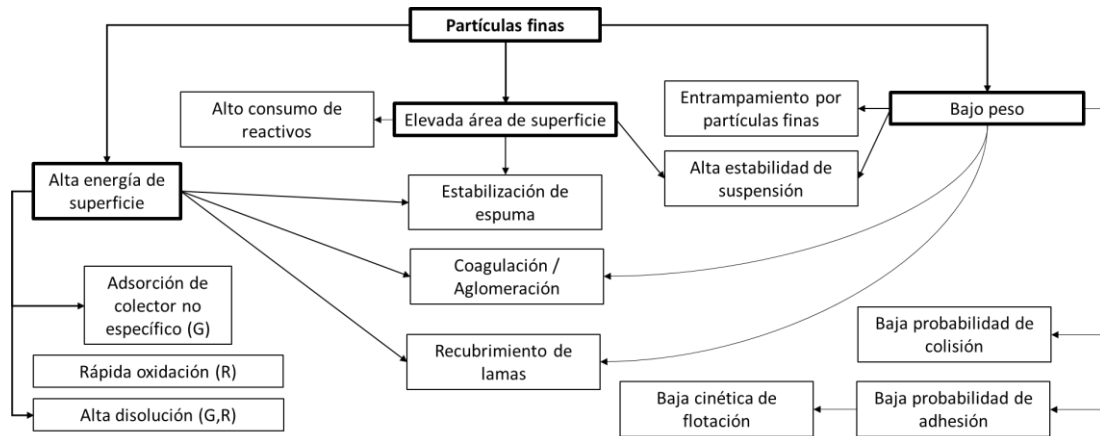 Partículas finas
Alto consumo de
reactivos
Elevada área de superficie
Entrampamiento por
partículas finas
Bajo peso
Alta energía de
superficie
Estabilización de
espuma
Alta estabilidad de
suspensión
Coagulación /
Aglomeración
Adsorción de
colector no
específico (G)
Recubrimiento de
lamas
Baja probabilidad de
colisión
Rápida oxidación (R)
Alta disolución (G,R)
Baja cinética de
flotación
Baja probabilidad de
adhesión